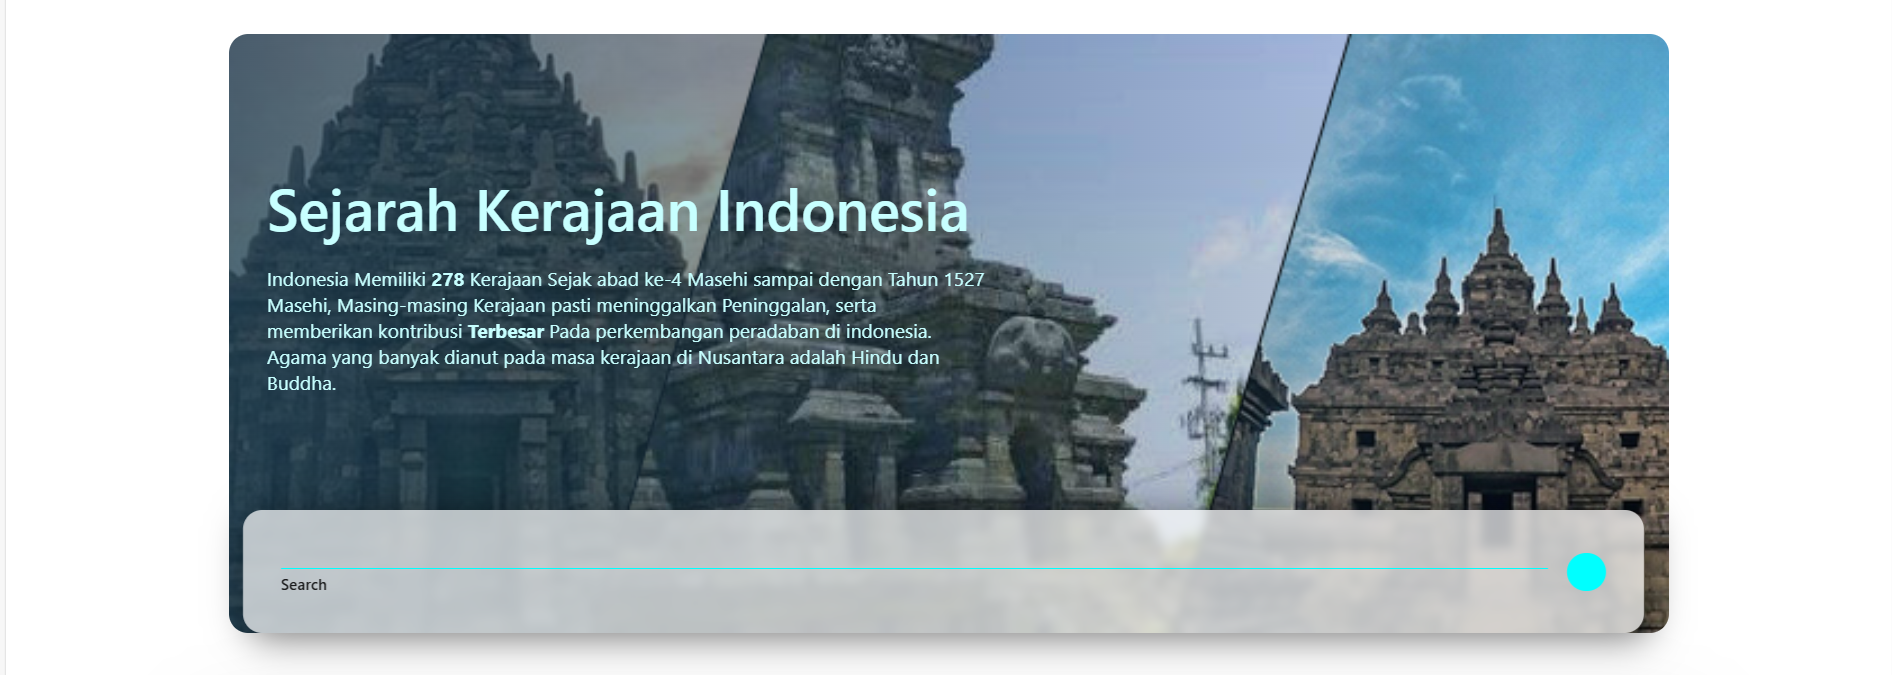 Sejarah Kerajaan Indonesia
Indonesia Memiliki 278 Kerajaan Sejak abad ke-4 Masehi sampai dengan Tahun 1527
Masehi, Masing-masing Kerajaan pasti meninggalkan Peninggalan, serta
memberikan kontribusi Terbesar Pada perkembangan peradaban di indonesia.
Agama yang banyak dianut pada masa kerajaan di Nusantara adalah Hindu dan
Buddha.
Search